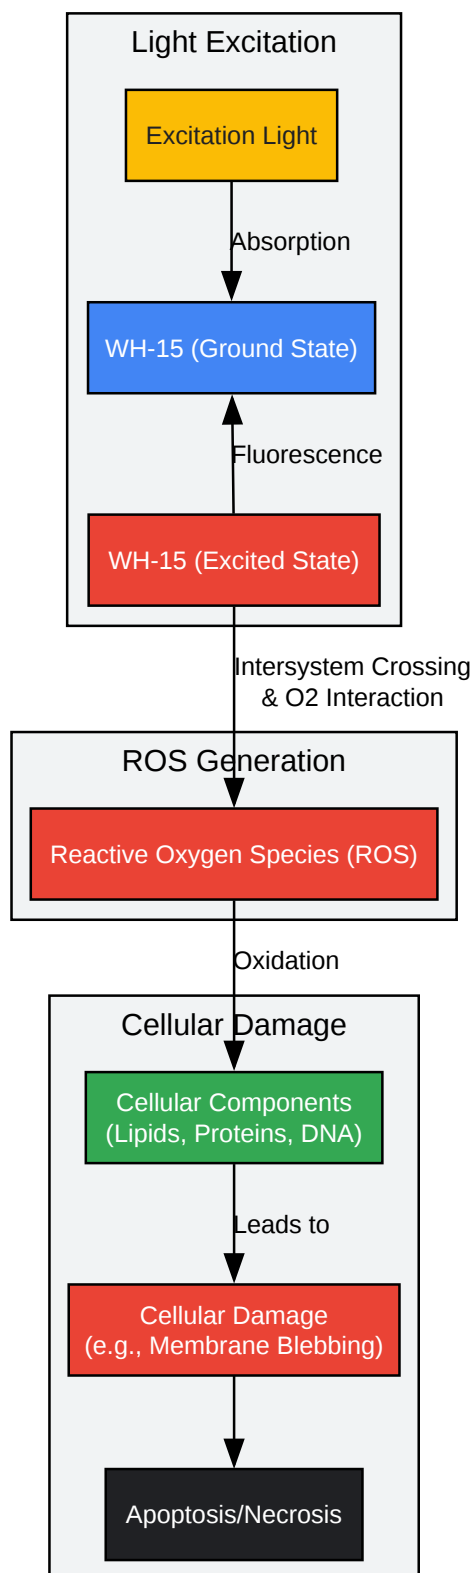 Light Excitation
Excitation Light
Absorption
WH-15 (Ground State)
Fluorescence
WH-15 (Excited State)
Intersystem Crossing
& O2 Interaction
ROS Generation
Reactive Oxygen Species (ROS)
Oxidation
Cellular Damage
Cellular Components
(Lipids, Proteins, DNA)
Leads to
Cellular Damage
(e.g., Membrane Blebbing)
Apoptosis/Necrosis